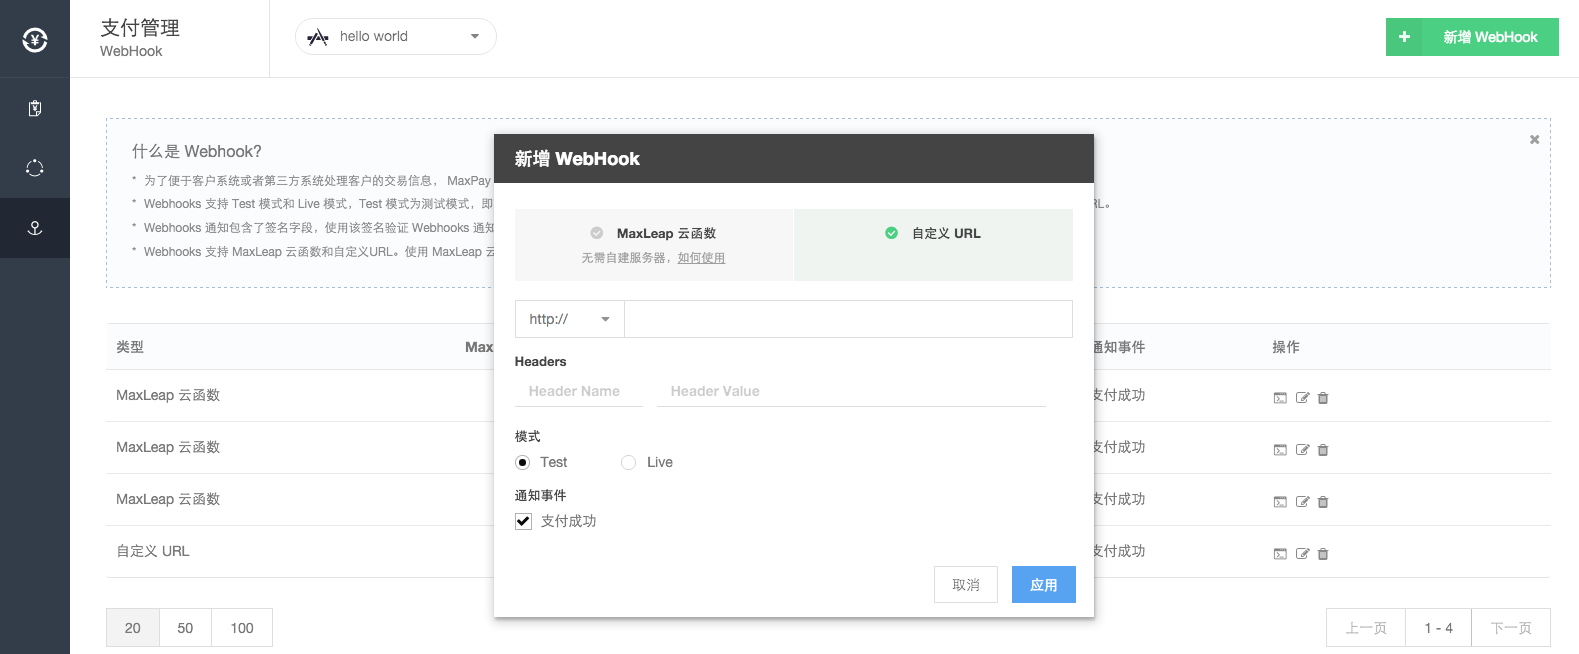 支付管理
WebHook
hello world
+ 新增 WebHook
什么是 Webhook?
* 为了便于客户系统或者第三方系统处理客户的交易信息， MaxPay
* Webhooks 支持 Test 模式和 Live 模式，Test 模式为测试模式，即
RL。
* Webhooks 通知包含了签名字段，使用该签名验证 Webhooks 通知
* Webhooks 支持 MaxLeap 云函数和自定义URL。使用 MaxLeap 云
新增 WebHook
MaxLeap 云函数
无需自建服务器，如何使用
自定义 URL
http://
Headers
Header Name Header Value
模式
Test Live
通知事件
支付成功
取消 应用
类型 Max 通知事件 操作
MaxLeap 云函数 支付成功
MaxLeap 云函数 支付成功
MaxLeap 云函数 支付成功
自定义 URL 支付成功
20 50 100
上一页 1 - 4 下一页